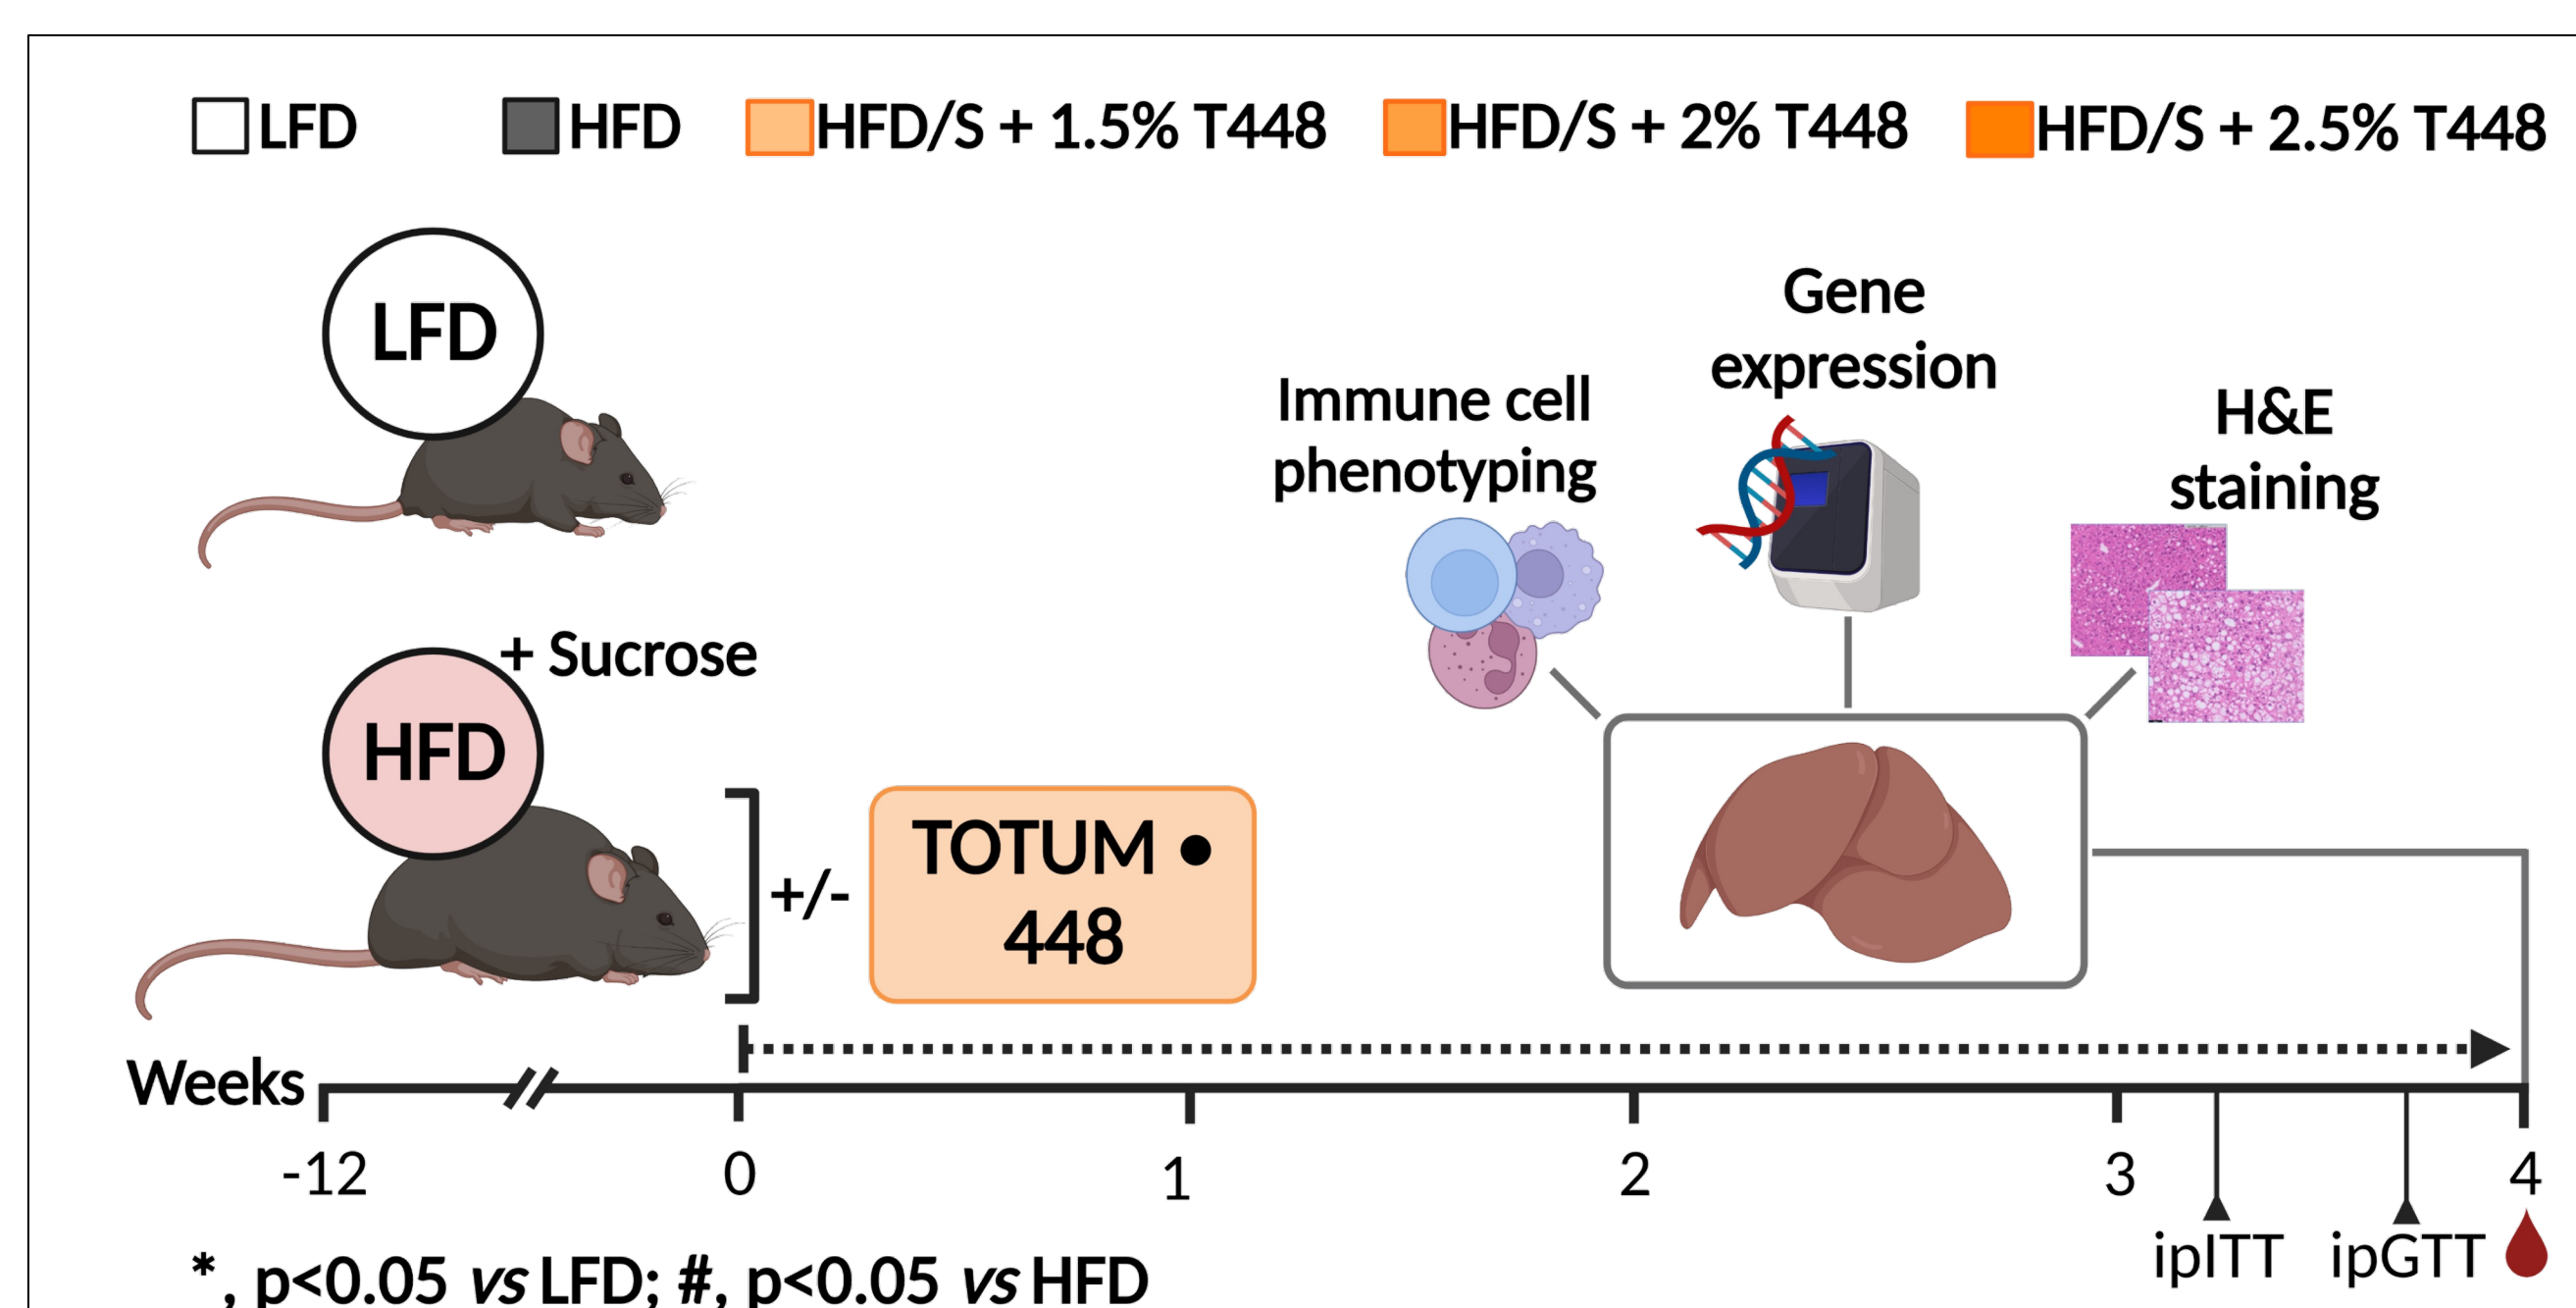 LFD HFD HFD/S + 1.5% T448 HFD/S + 2% T448 HFD/S + 2.5% T448
LFD
Gene
expression
Immune cell
phenotyping
H&E
staining
+ Sucrose
HFD
+/-
TOTUM •
448
Weeks
-12 0 1 2 3 4
ipITT ipGTT
*, p<0.05 vs LFD; #, p<0.05 vs HFD